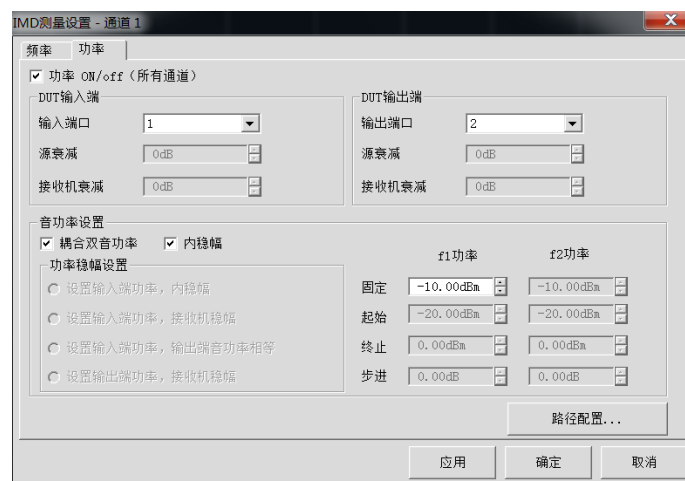 IMD测量设置 - 通道 1
频率 功率
功率 ON/off（所有通道）
DUT输入端
输入端口 1
源衰减 0dB
接收机衰减 0dB
DUT输出端
输出端口 2
源衰减 0dB
接收机衰减 0dB
音功率设置
耦合双音功率 内稳幅
功率稳幅设置
设置输入端功率，内稳幅
设置输入端功率，接收机稳幅
设置输入端功率，输出端音功率相等
设置输出端功率，接收机稳幅
f1功率 f2功率
固定 -10.00dBm -10.00dBm
起始 -20.00dBm -20.00dBm
终止 0.00dBm 0.00dBm
步进 0.00dB 0.00dB
路径配置...
应用 确定 取消